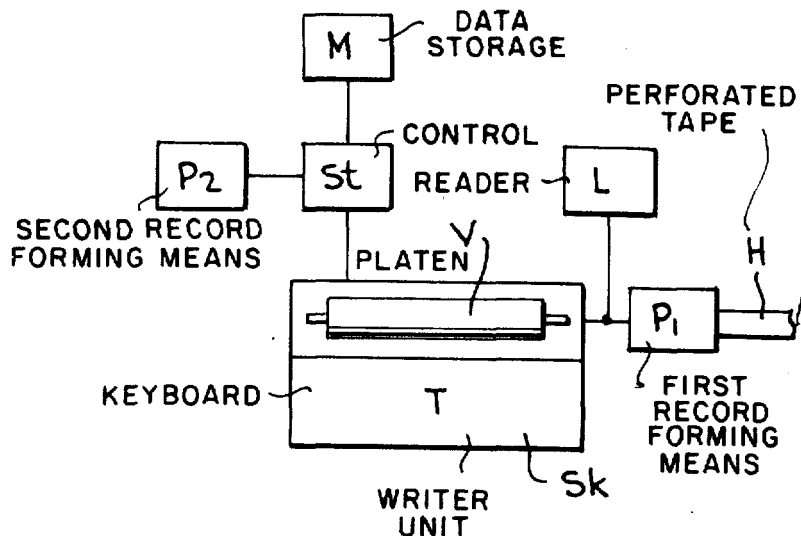 DATA
STORAGE
M
PERFORATED
TAPE
CONTROL
St
READER
L
P2
SECOND RECORD
FORMING MEANS
PLATEN
V
H
P1
KEYBOARD
T
FIRST
RECORD
FORMING
MEANS
Sk
WRITER
UNIT